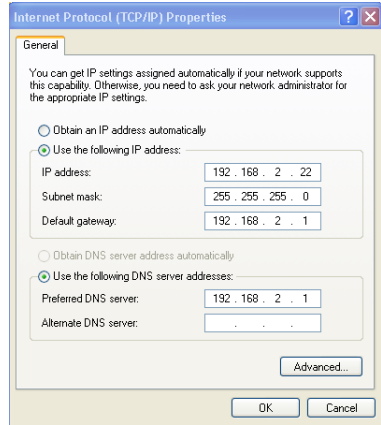 Internet Protocol (TCP/IP) Properties
General
You can get IP settings assigned automatically if your network supports
this capability. Otherwise, you need to ask your network administrator for
the appropriate IP settings.
Obtain an IP address automatically
Use the following IP address:
IP address: 192 . 168 . 2 . 22
Subnet mask: 255 . 255 . 255 . 0
Default gateway: 192 . 168 . 2 . 1
Obtain DNS server address automatically
Use the following DNS server addresses:
Preferred DNS server: 192 . 168 . 2 . 1
Alternate DNS server: . . .
Advanced...
OK Cancel